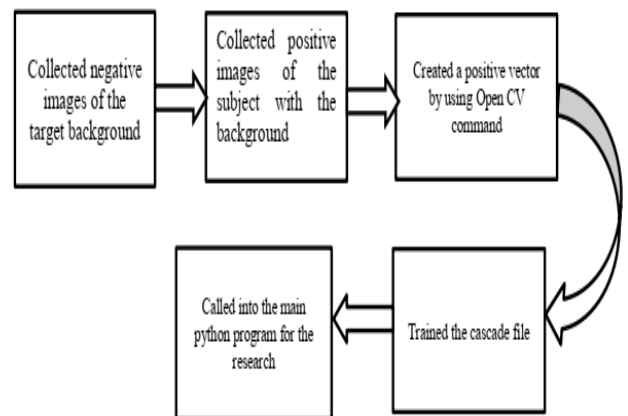 Collected negative
images of the
target background
Collected positive
images of the
subject with the
background
Created a positive vector
by using Open CV
command
Trained the cascade file
Called into the main
python program for the
research